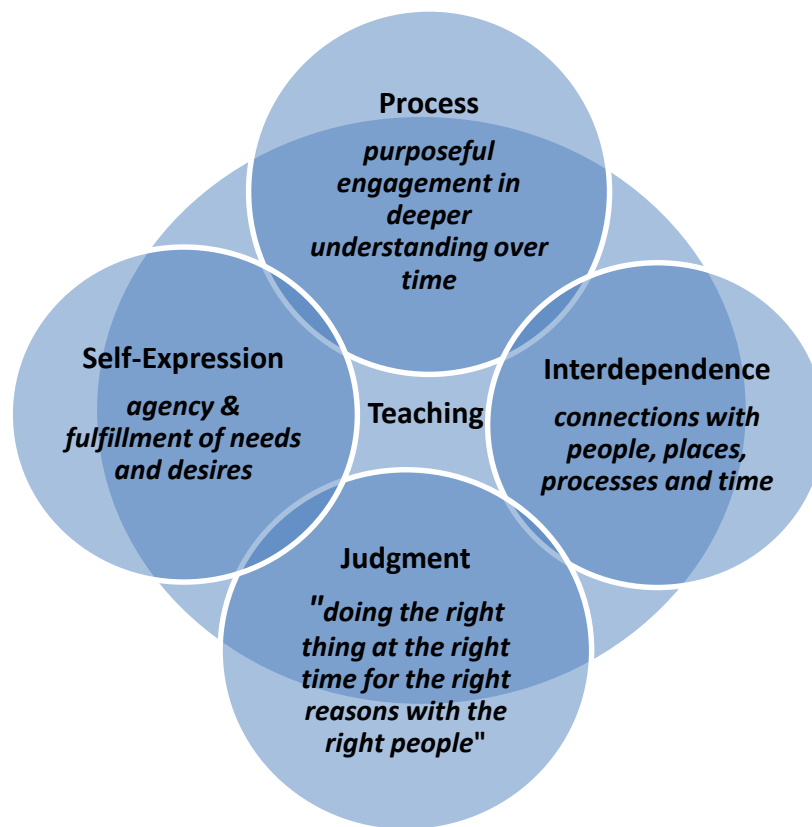 Process
purposeful
engagement in
deeper
understanding over
time
Self-Expression
agency &
fulfillment of needs
and desires
Teaching
Interdependence
connections with
people, places,
processes and time
Judgment
"doing the right
thing at the right
time for the right
reasons with the
right people"